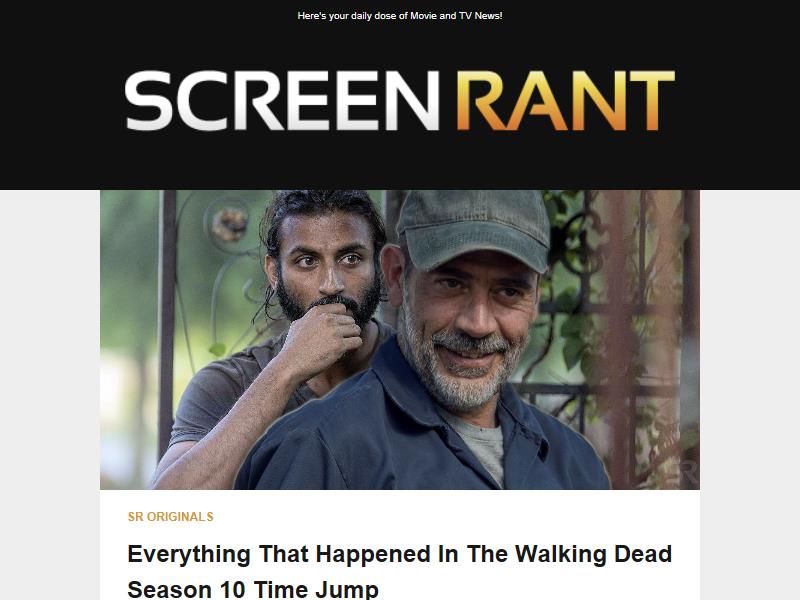 Here's your daily dose of Movie and TV News!
SCREEN RANT
SR
SR ORIGINALS
Everything That Happened In The Walking Dead
Season 10 Time Jump